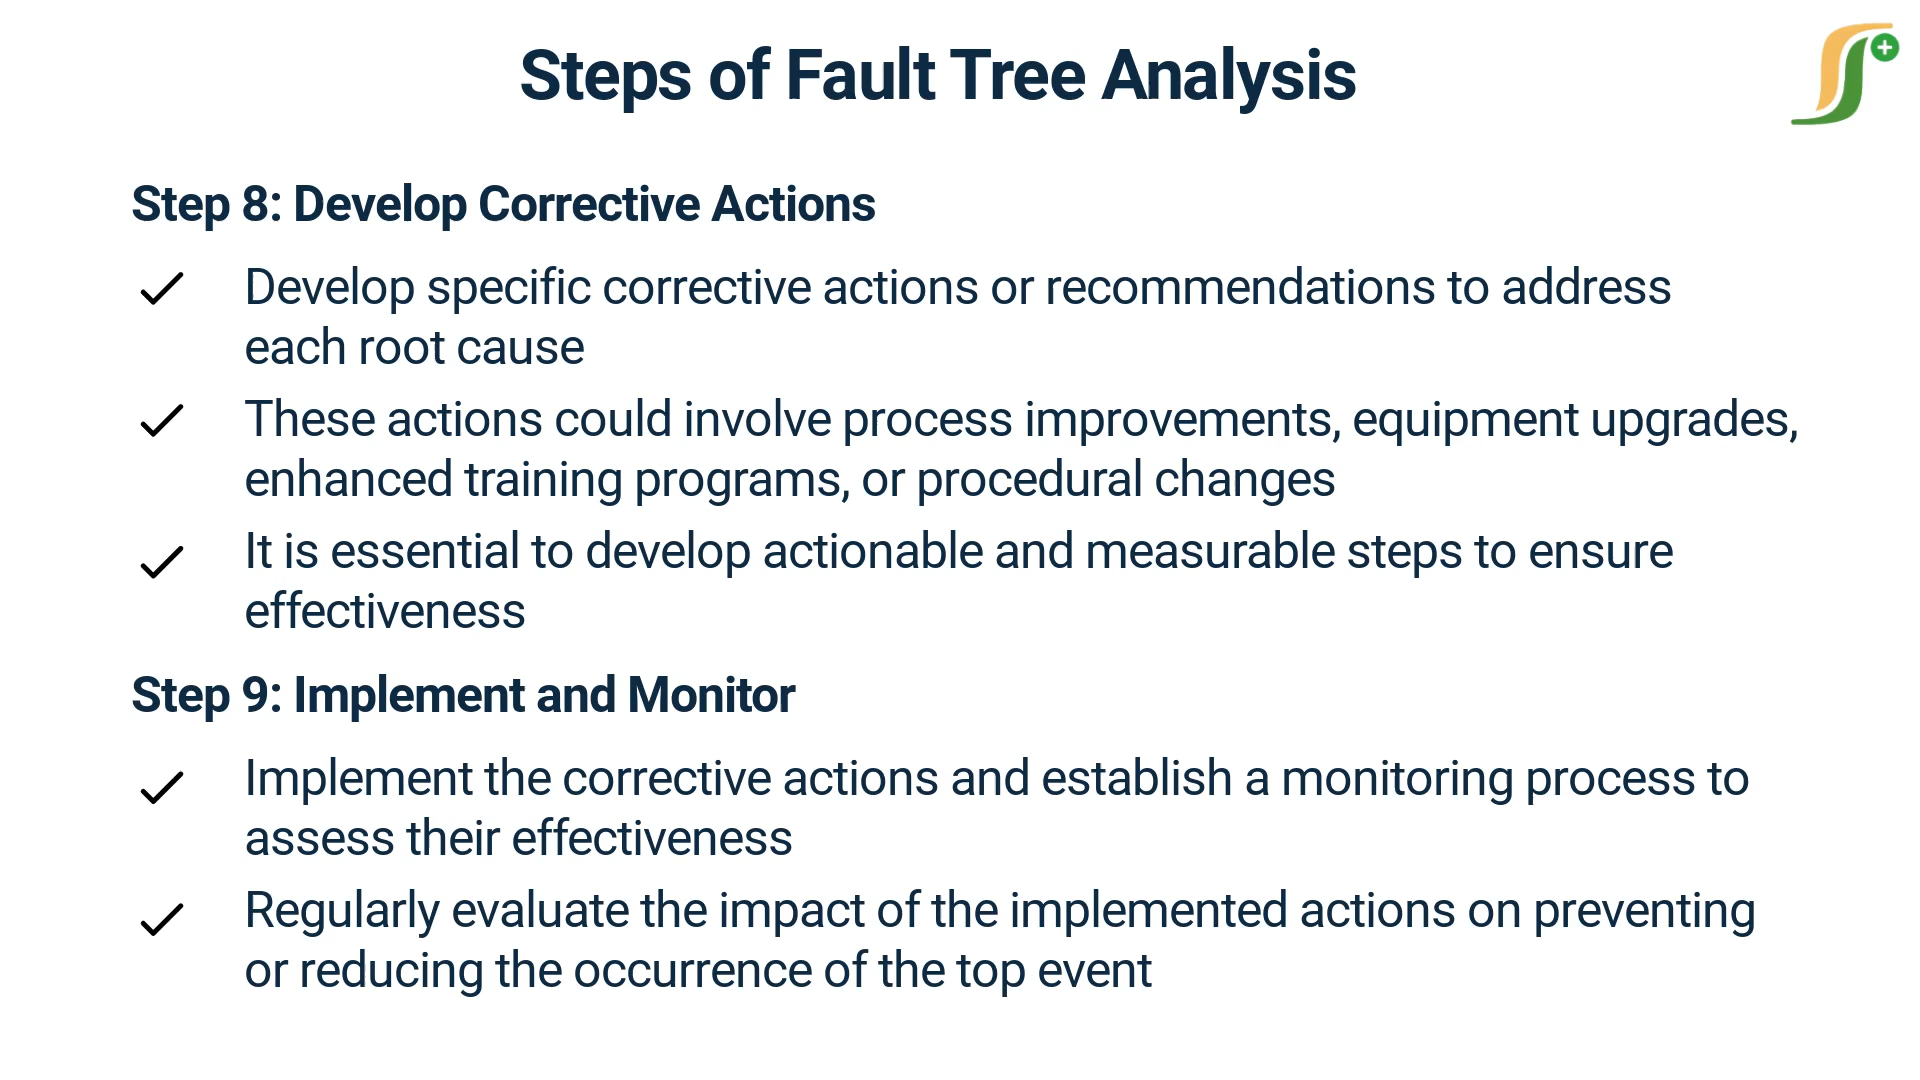 Steps of Fault Tree Analysis
Step 8: Develop Corrective Actions
Develop specific corrective actions or recommendations to address
each root cause
These actions could involve process improvements, equipment upgrades,
enhanced training programs, or procedural changes
It is essential to develop actionable and measurable steps to ensure
effectiveness
Step 9: Implement and Monitor
Implement the corrective actions and establish a monitoring process to
assess their effectiveness
Regularly evaluate the impact of the implemented actions on preventing
or reducing the occurrence of the top event